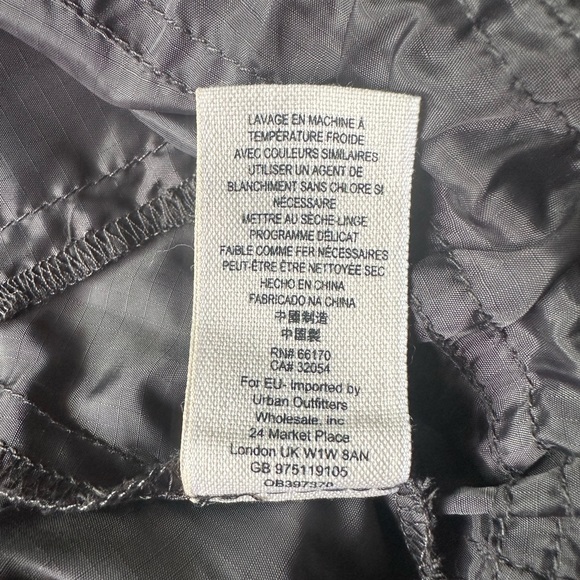 LAVAGE EN MACHINE À
TEMPÉRATURE FROIDE
AVEC COULEURS SIMILAIRES
UTILISER UN AGENT DE
BLANCHIMENT SANS CHLORE SI
NÉCESSAIRE
METTRE AU SÈCHE-LINGE
PROGRAMME DÉLICAT
FAIBLE COMME FER NÉCESSAIRES
PEUT-ÊTRE ÊTRE NETTOYÉE SEC
HECHO EN CHINA
FABRICADO NA CHINA
中國制造
中國製
RN# 66170
CA# 32054
For EU- Imported by
Urban Outfitters
Wholesale, Inc
24 Market Place
London UK W1W 8AN
GB 975119105
OB397370